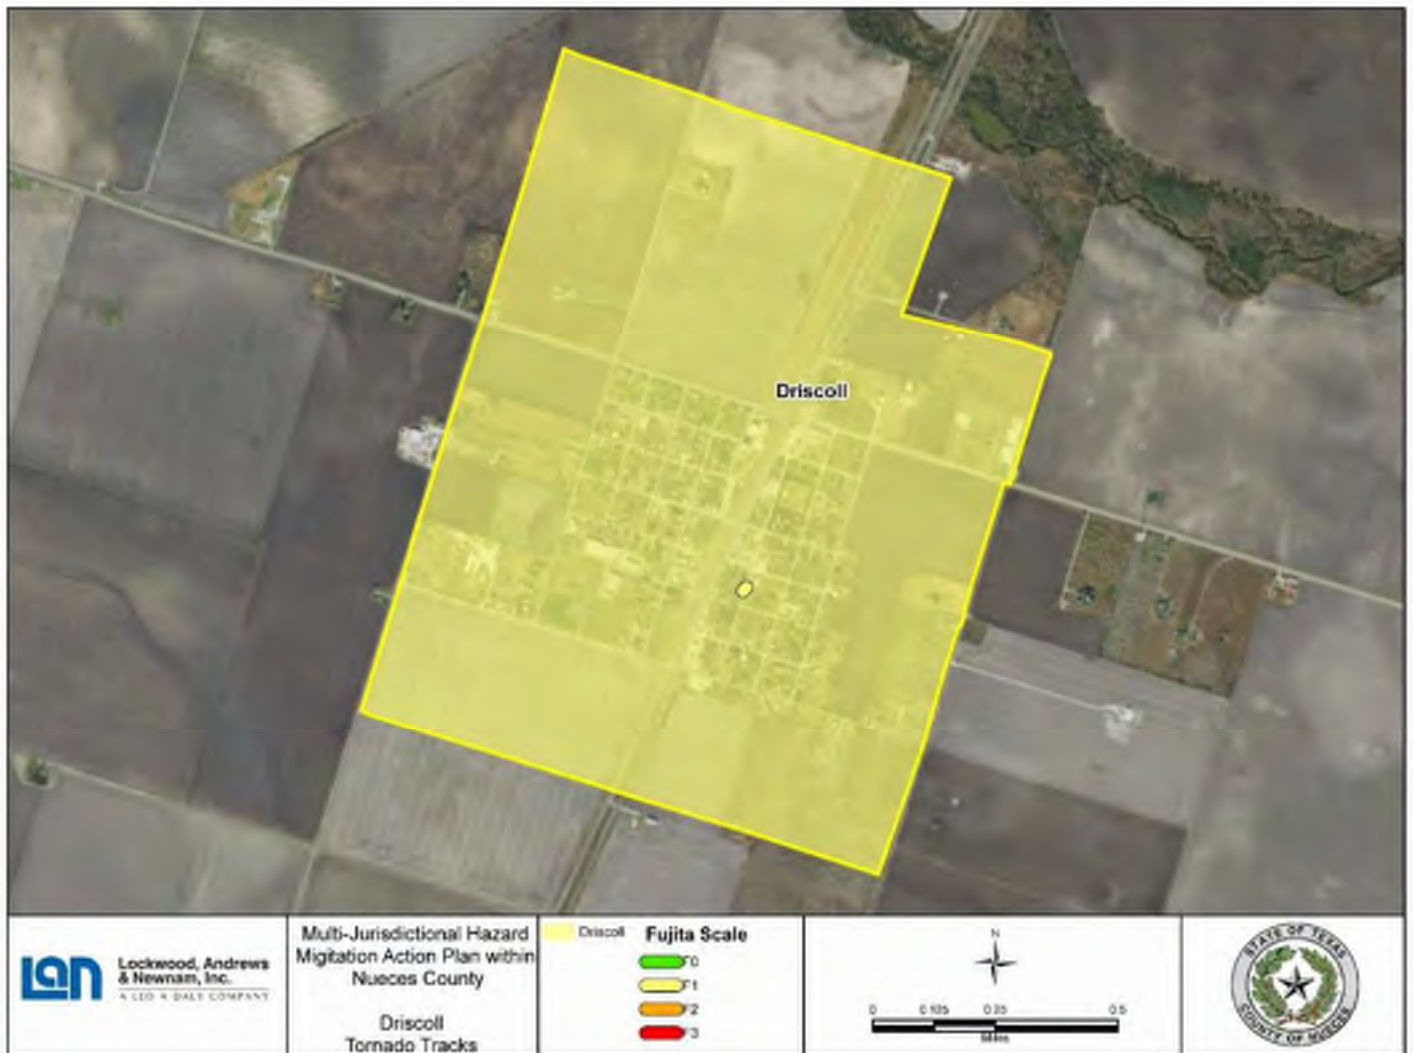 Driscoll
LAN
Lockwood, Andrews
& Newnam, Inc.
A LEO A DALY COMPANY
Multi-Jurisdictional Hazard
Migitation Action Plan within
Nueces County
Driscoll
Tornado Tracks
Driscoll
Fujita Scale
F0
F1
F2
F3
N
0 0.125 0.25 0.5
Miles
STATE OF TEXAS
COUNTY OF NUECES